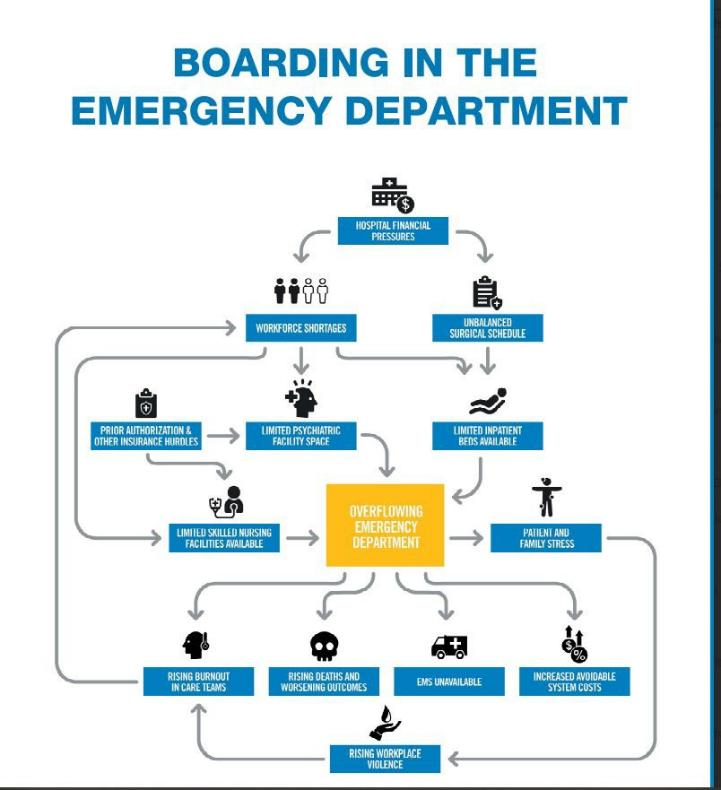 BOARDING IN THE
EMERGENCY DEPARTMENT
HOSPITAL FINANCIAL
PRESSURES
WORKFORCE SHORTAGES
UNBALANCED
SURGICAL SCHEDULE
PRIOR AUTHORIZATION &
OTHER INSURANCE HURDLES
LIMITED PSYCHIATRIC
FACILITY SPACE
LIMITED INPATIENT
BEDS AVAILABLE
LIMITED SKILLED NURSING
FACILITIES AVAILABLE
OVERFLOWING
EMERGENCY
DEPARTMENT
PATIENT AND
FAMILY STRESS
RISING BURNOUT
IN CARE TEAMS
RISING DEATHS AND
WORSENING OUTCOMES
EMS UNAVAILABLE
INCREASED AVOIDABLE
SYSTEM COSTS
RISING WORKPLACE
VIOLENCE